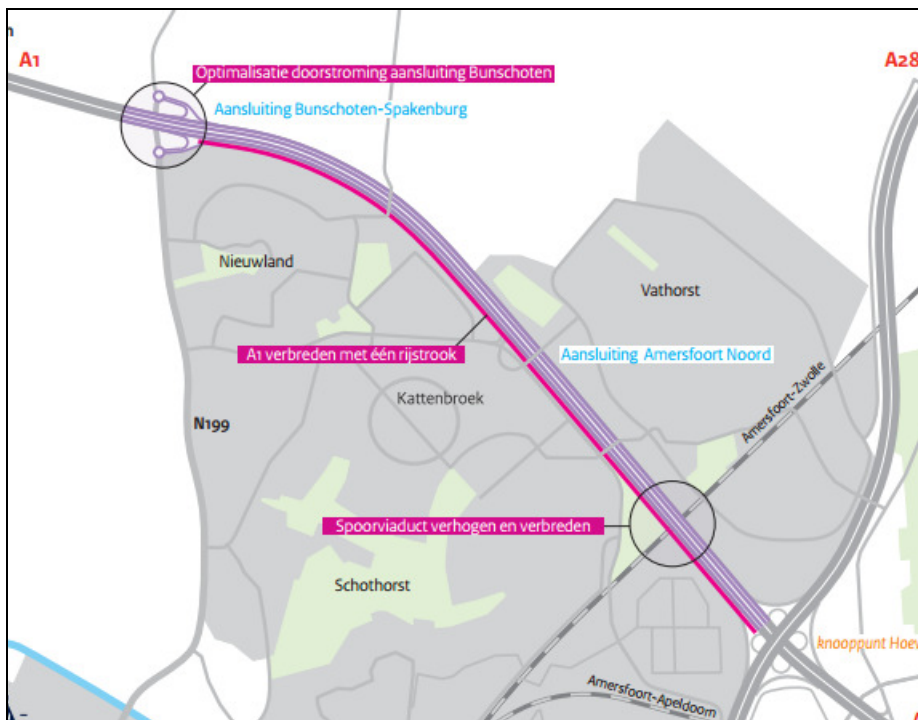 A1
A28
Optimalisatie doorstroming aansluiting Bunschoten
Aansluiting Bunschoten-Spakenburg
Nieuwland
Vathorst
A1 verbreden met één rijstrook
Aansluiting Amersfoort Noord
Kattenbroek
Amersfoort-Zwolle
N199
Spoorviaduct verhogen en verbreden
Schothorst
knooppunt Hoev
Amersfoort-Apeldoorn